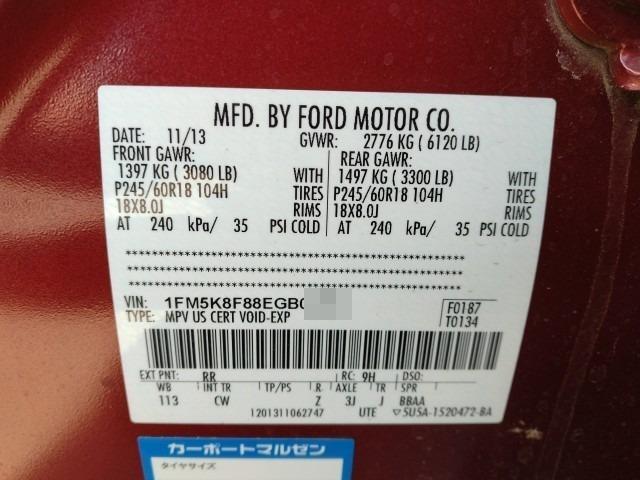 MFD. BY FORD MOTOR CO.
DATE: 11/13 GVWR: 2776 KG ( 6120 LB)
FRONT GAWR: REAR GAWR:
1397 KG ( 3080 LB) WITH 1497 KG ( 3300 LB) WITH
P245/60R18 104H TIRES P245/60R18 104H TIRES
18X8.0J RIMS 18X8.0J RIMS
AT 240 kPa/ 35 PSI COLD AT 240 kPa/ 35 PSI COLD
VIN: 1FM5K8F88EGB
TYPE: MPV US CERT VOID-EXP
F0187
T0134
EXT PNT: RR RC: 9H DSO:
WB INT TR TP/PS R AXLE TR SPR
113 CW Z 3J J BBAA
1201311062747 UTE ▽5USA-1520472-BA
カーポートマルゼン
タイヤサイズ